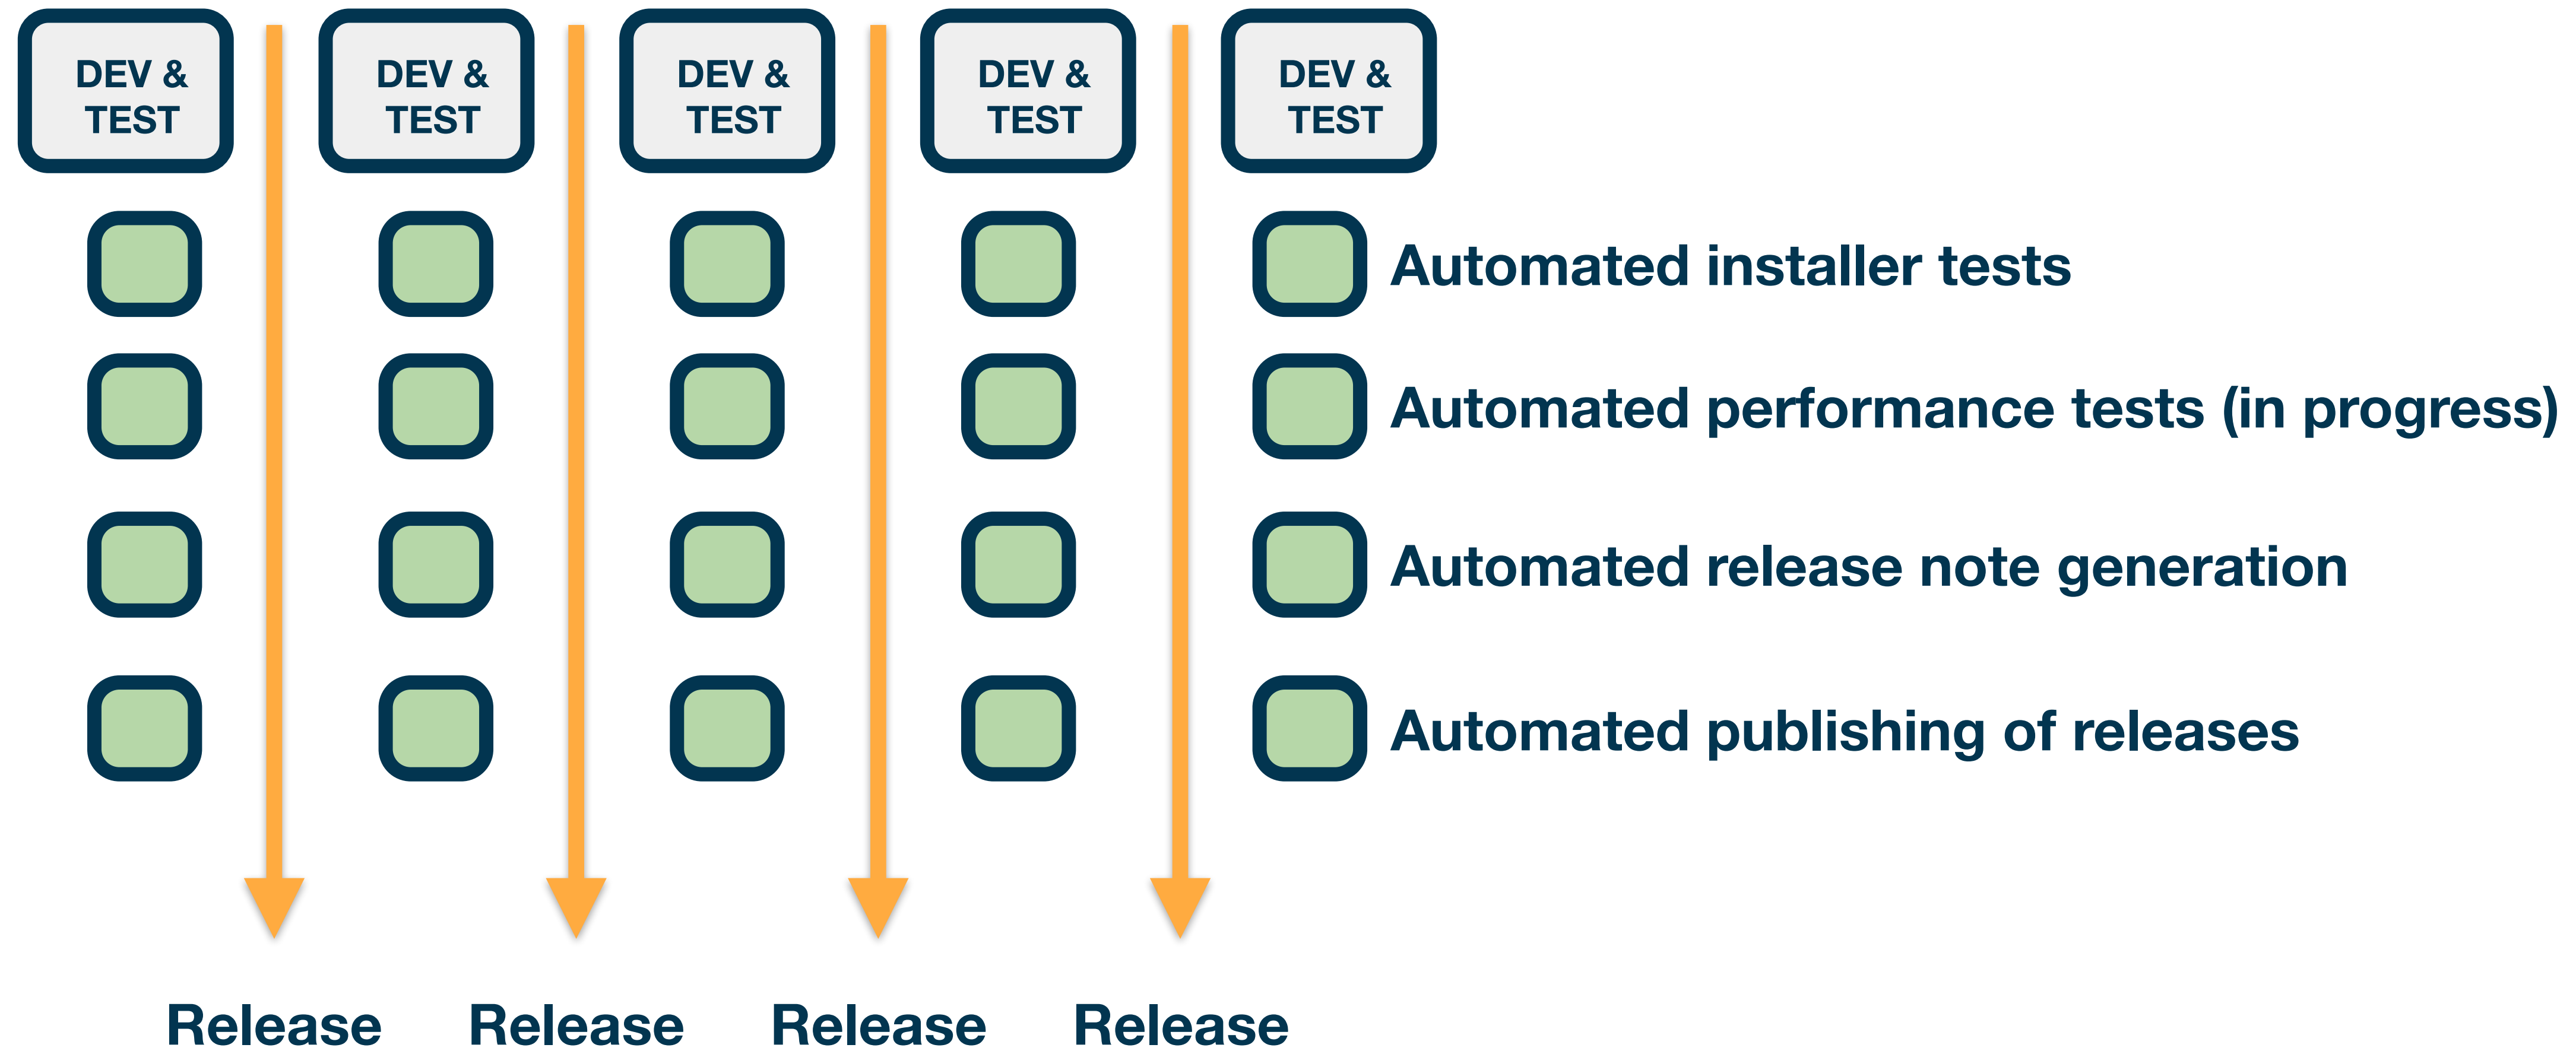 DEV &
TEST
DEV &
TEST
DEV &
TEST
DEV &
TEST
DEV &
TEST
Automated installer tests
Automated performance tests (in progress)
Automated release note generation
Automated publishing of releases
Release
Release
Release
Release